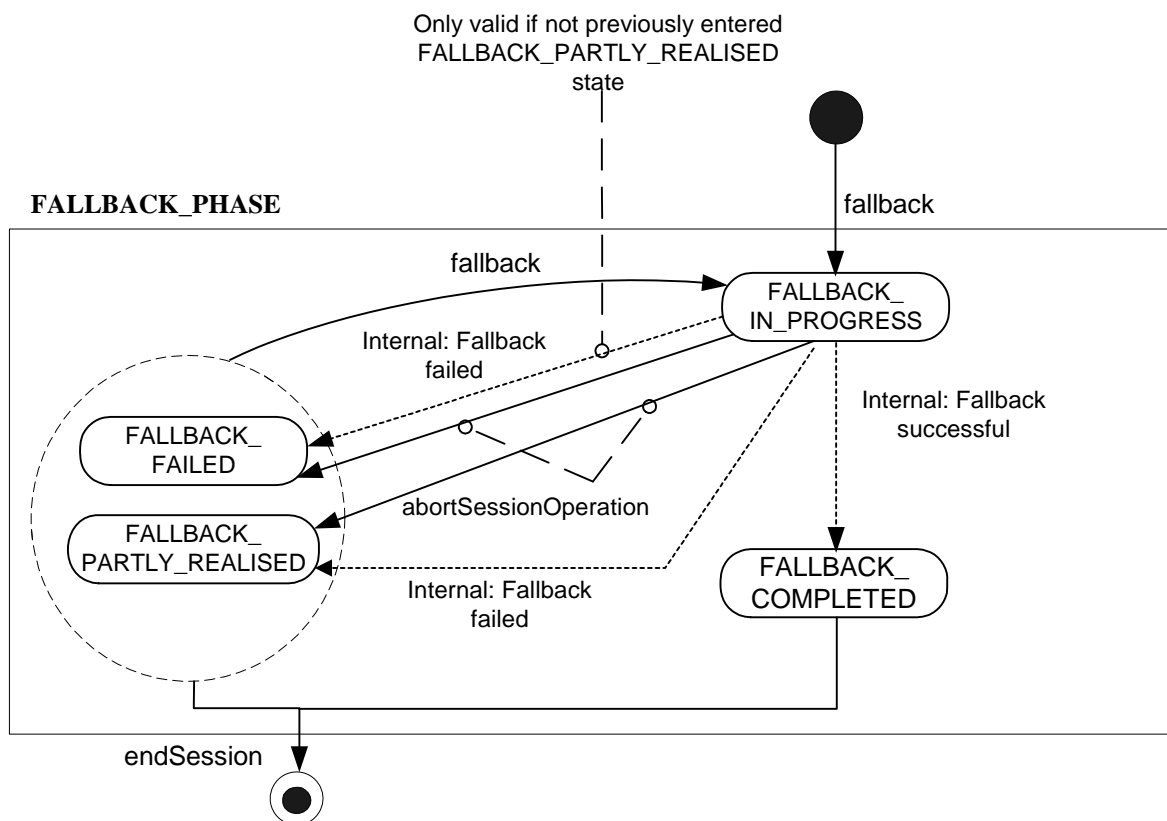 Only valid if not previously entered
FALLBACK_PARTLY_REALISED
state
FALLBACK_PHASE
fallback
fallback
FALLBACK_
IN_PROGRESS
Internal: Fallback
failed
Internal: Fallback
successful
FALLBACK_
FAILED
abortSessionOperation
FALLBACK_
PARTLY_REALISED
Internal: Fallback
failed
FALLBACK_
COMPLETED
endSession